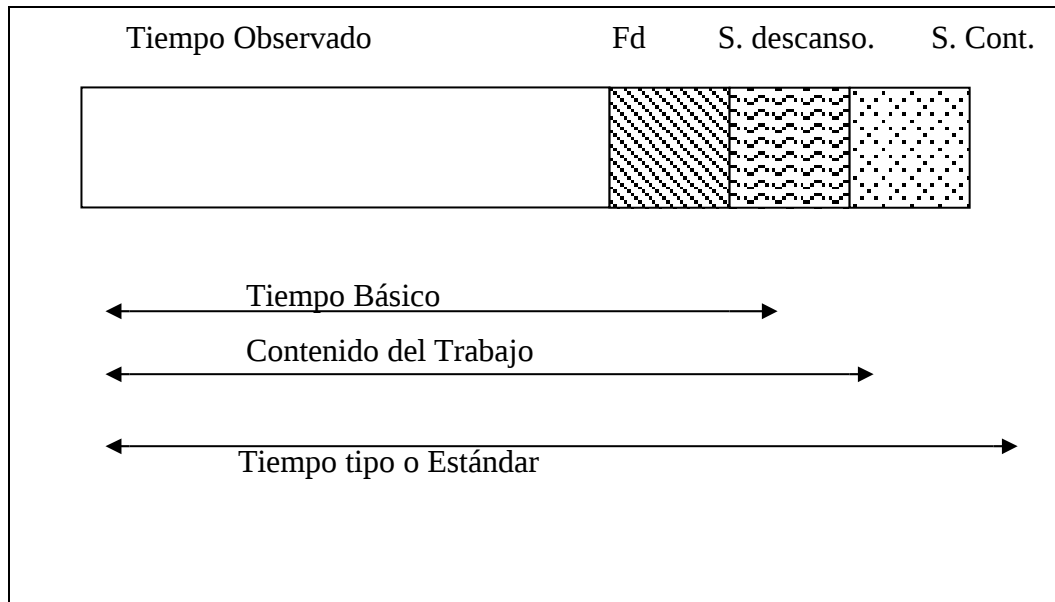 Tiempo Observado Fd S. descanso. S. Cont.
Tiempo Básico
Contenido del Trabajo
Tiempo tipo o Estándar